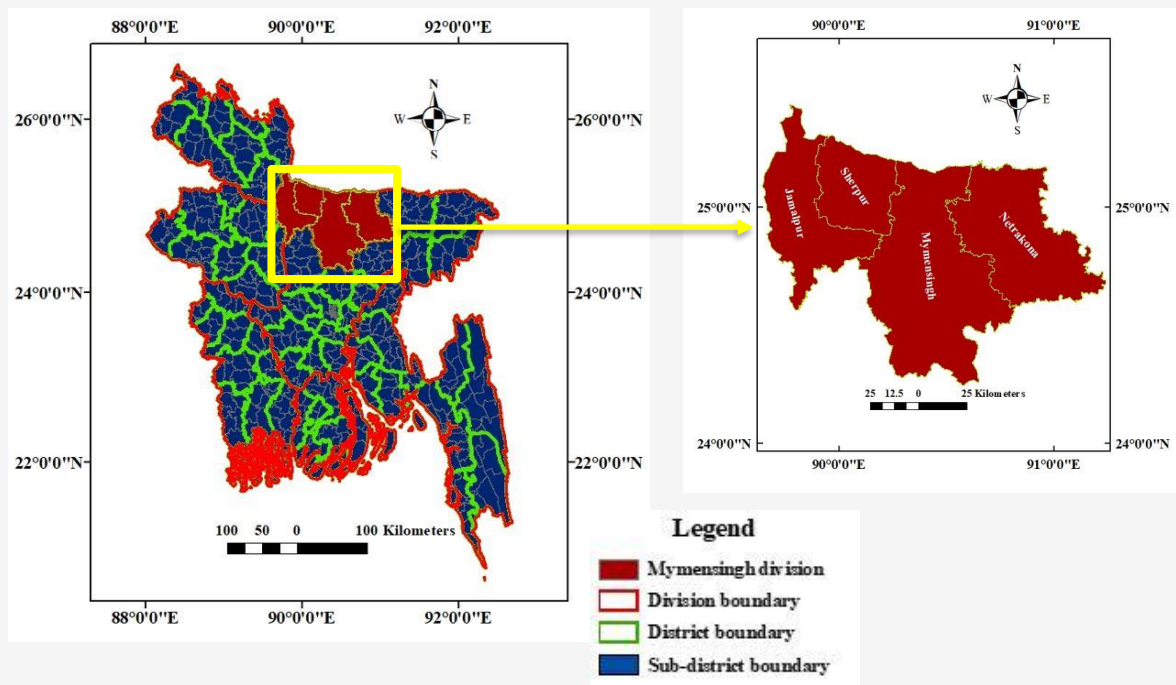 88°0'0"E 90°0'0"E 92°0'0"E
26°0'0"N 26°0'0"N
24°0'0"N 24°0'0"N
22°0'0"N 22°0'0"N
N
W E
S
100 50 0 100 Kilometers
88°0'0"E 90°0'0"E 92°0'0"E
90°0'0"E 91°0'0"E
N
W E
S
25°0'0"N 25°0'0"N
Jamalpur
Sherpur
Mymensingh
Netrakona
25 12.5 0 25 Kilometers
24°0'0"N 24°0'0"N
90°0'0"E 91°0'0"E
Legend
Mymensingh division
Division boundary
District boundary
Sub-district boundary